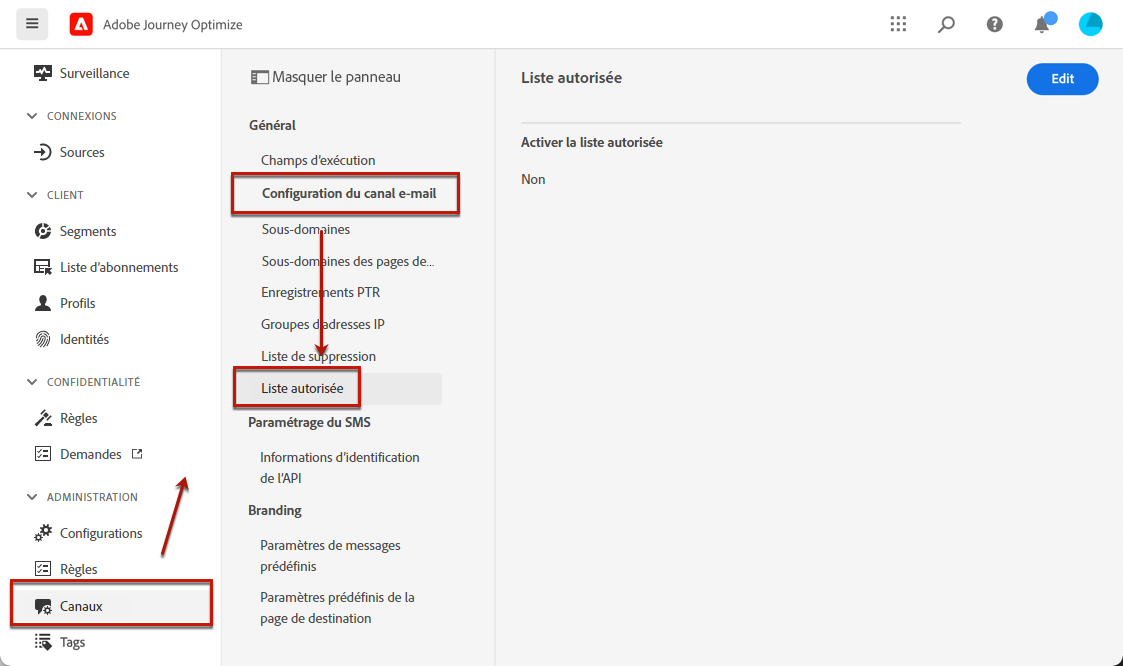 Adobe Journey Optimize
Surveillance
CONNEXIONS
Sources
CLIENT
Segments
Liste d'abonnements
Profils
Identités
CONFIDENTIALITÉ
Règles
Demandes
ADMINISTRATION
Configurations
Règles
Canaux
Tags
Masquer le panneau
Général
Champs d'exécution
Configuration du canal e-mail
Sous-domaines
Sous-domaines des pages de...
Enregistrements PTR
Groupes d'adresses IP
Liste de suppression
Liste autorisée
Paramétrage du SMS
Informations d'identification
de l'API
Branding
Paramètres de messages
prédéfinis
Paramètres prédéfinis de la
page de destination
Liste autorisée
Edit
Activer la liste autorisée
Non